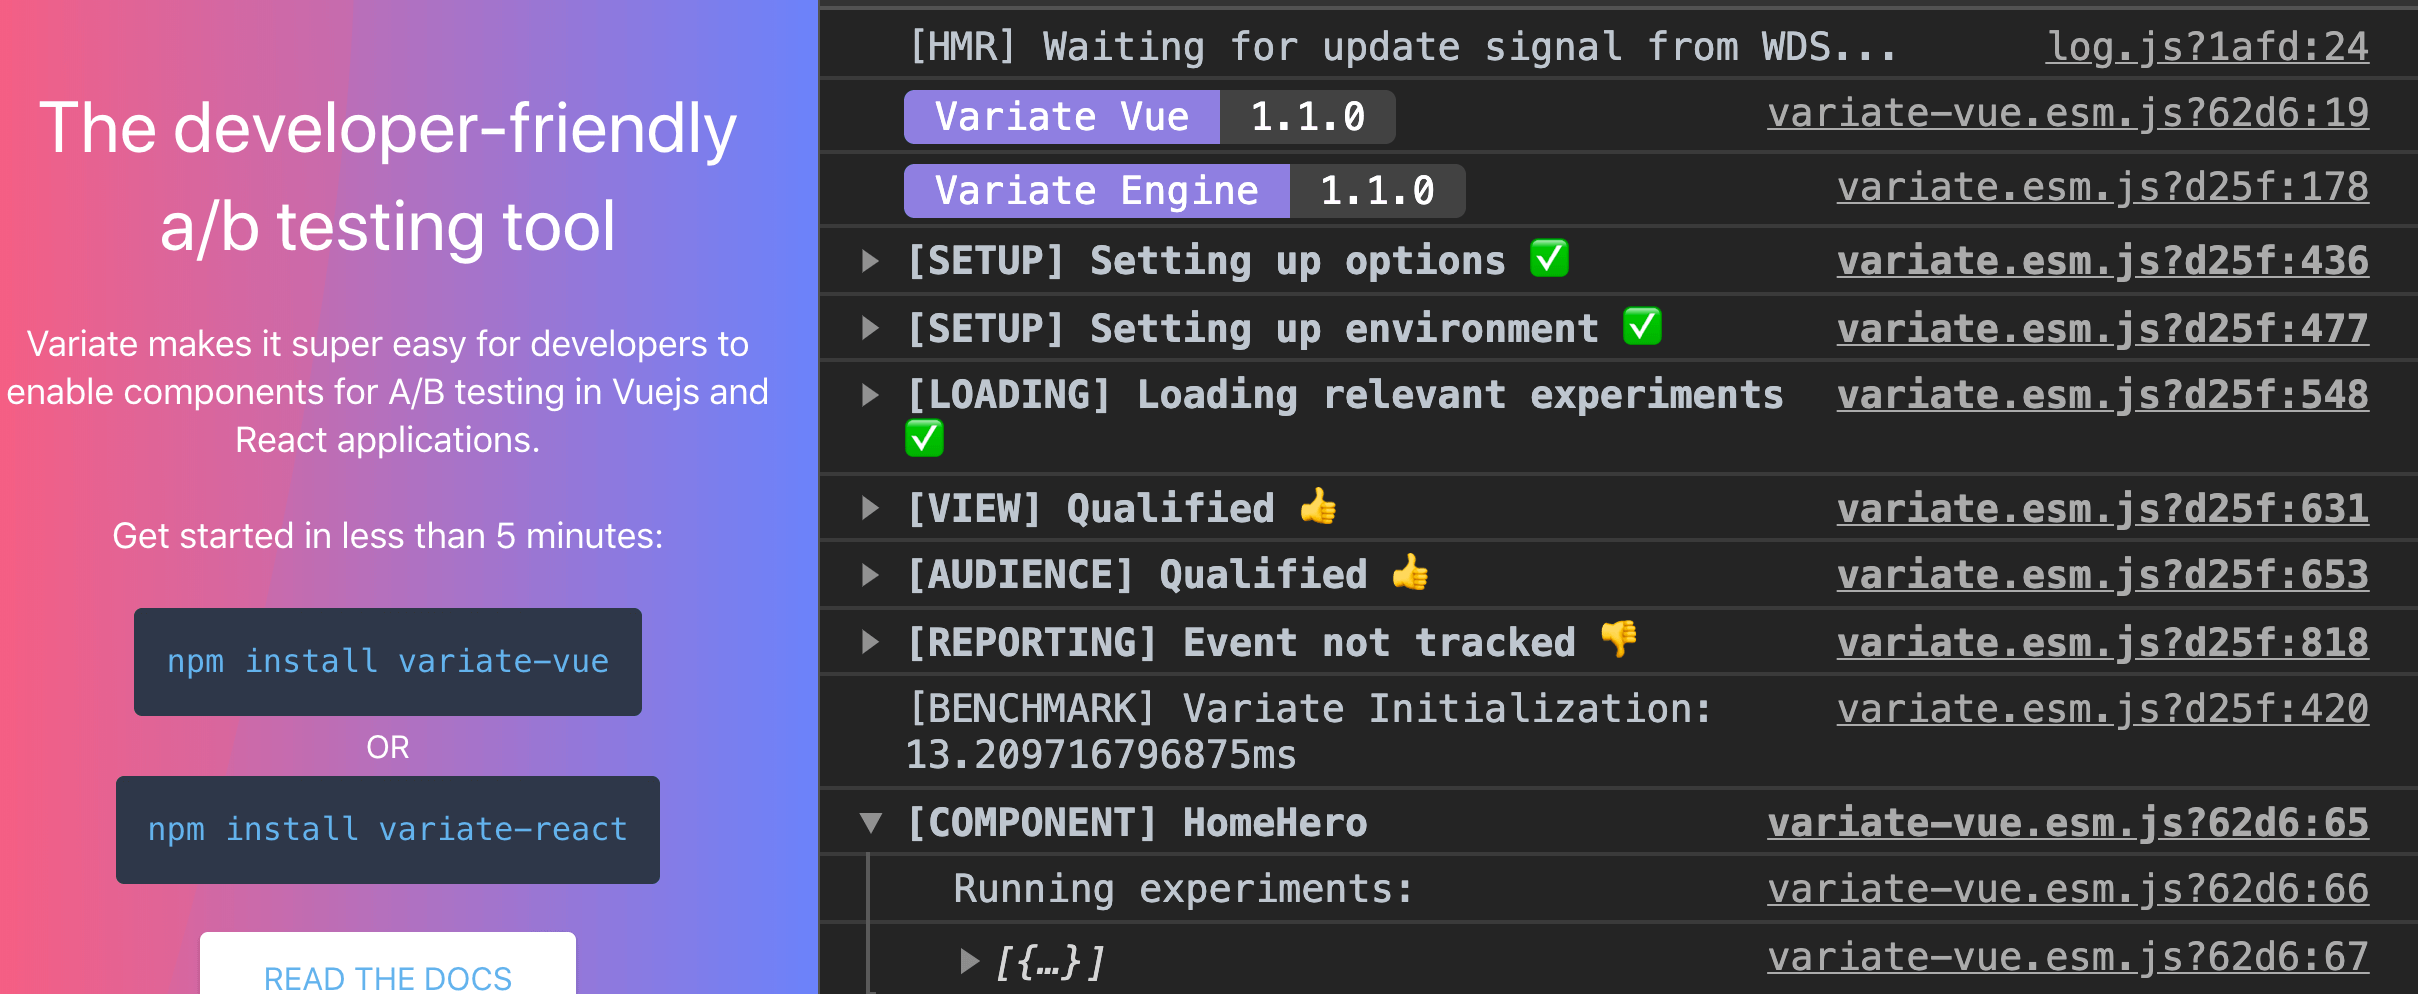 The developer-friendly
a/b testing tool
Variate makes it super easy for developers to
enable components for A/B testing in Vuejs and
React applications.
Get started in less than 5 minutes:
npm install variate-vue
OR
npm install variate-react
READ THE DOCS
[HMR] Waiting for update signal from WDS... log.js?1afd:24
Variate Vue 1.1.0 variate-vue.esm.js?62d6:19
Variate Engine 1.1.0 variate.esm.js?d25f:178
[SETUP] Setting up options ✅ variate.esm.js?d25f:436
[SETUP] Setting up environment ✅ variate.esm.js?d25f:477
[LOADING] Loading relevant experiments variate.esm.js?d25f:548
✅
[VIEW] Qualified 👍 variate.esm.js?d25f:631
[AUDIENCE] Qualified 👍 variate.esm.js?d25f:653
[REPORTING] Event not tracked 👎 variate.esm.js?d25f:818
[BENCHMARK] Variate Initialization: variate.esm.js?d25f:420
13.209716796875ms
[COMPONENT] HomeHero variate-vue.esm.js?62d6:65
Running experiments: variate-vue.esm.js?62d6:66
[{…}] variate-vue.esm.js?62d6:67